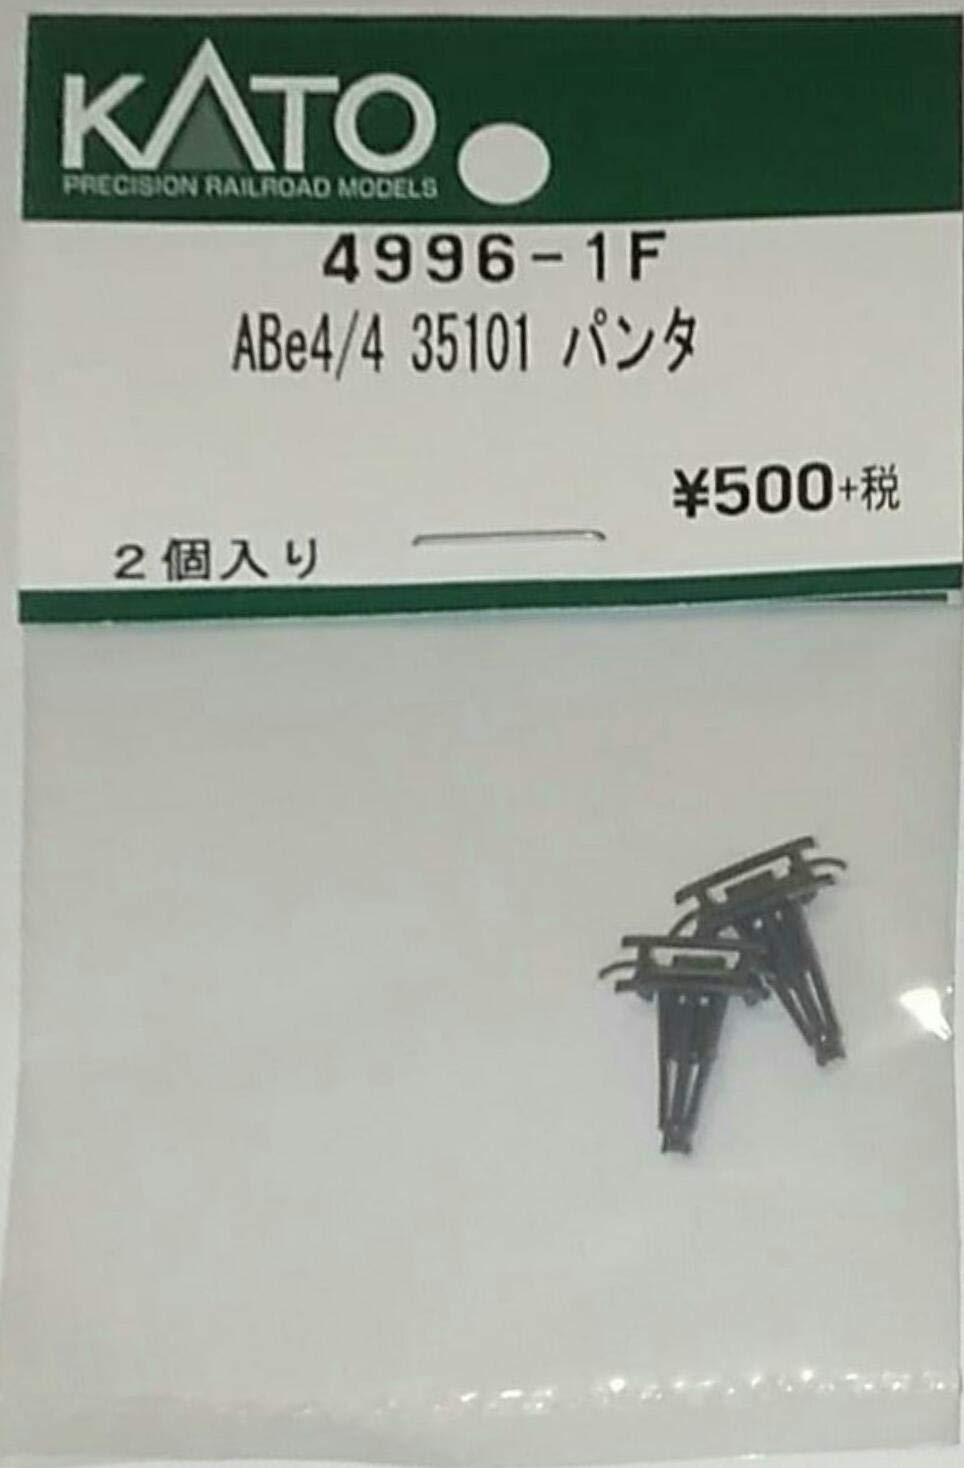 KATO
PRECISION RAILROAD MODELS
4996-1F
ABe4/4 35101 パンタ
¥500+税
2個入り